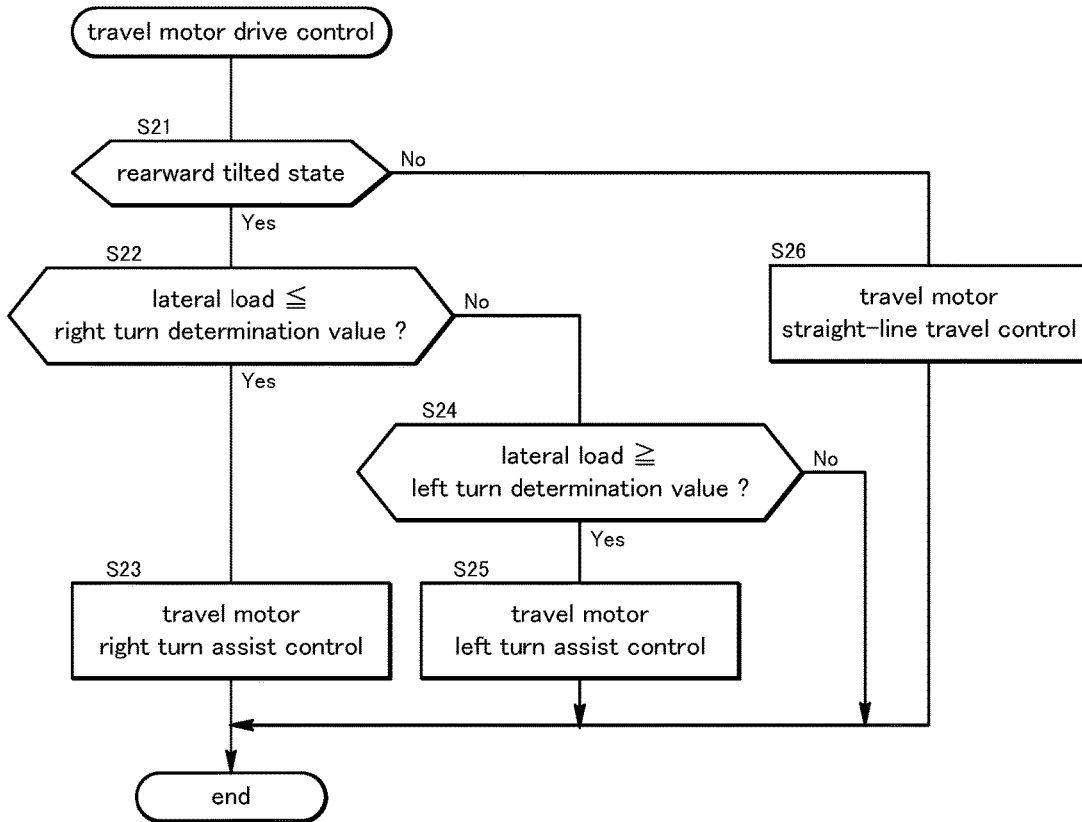 travel motor drive control
S21
rearward tilted state
No
Yes
S22
lateral load ≦
right turn determination value ?
No
Yes
S26
travel motor
straight-line travel control
S24
lateral load ≧
left turn determination value ?
No
Yes
S23
travel motor
right turn assist control
S25
travel motor
left turn assist control
end